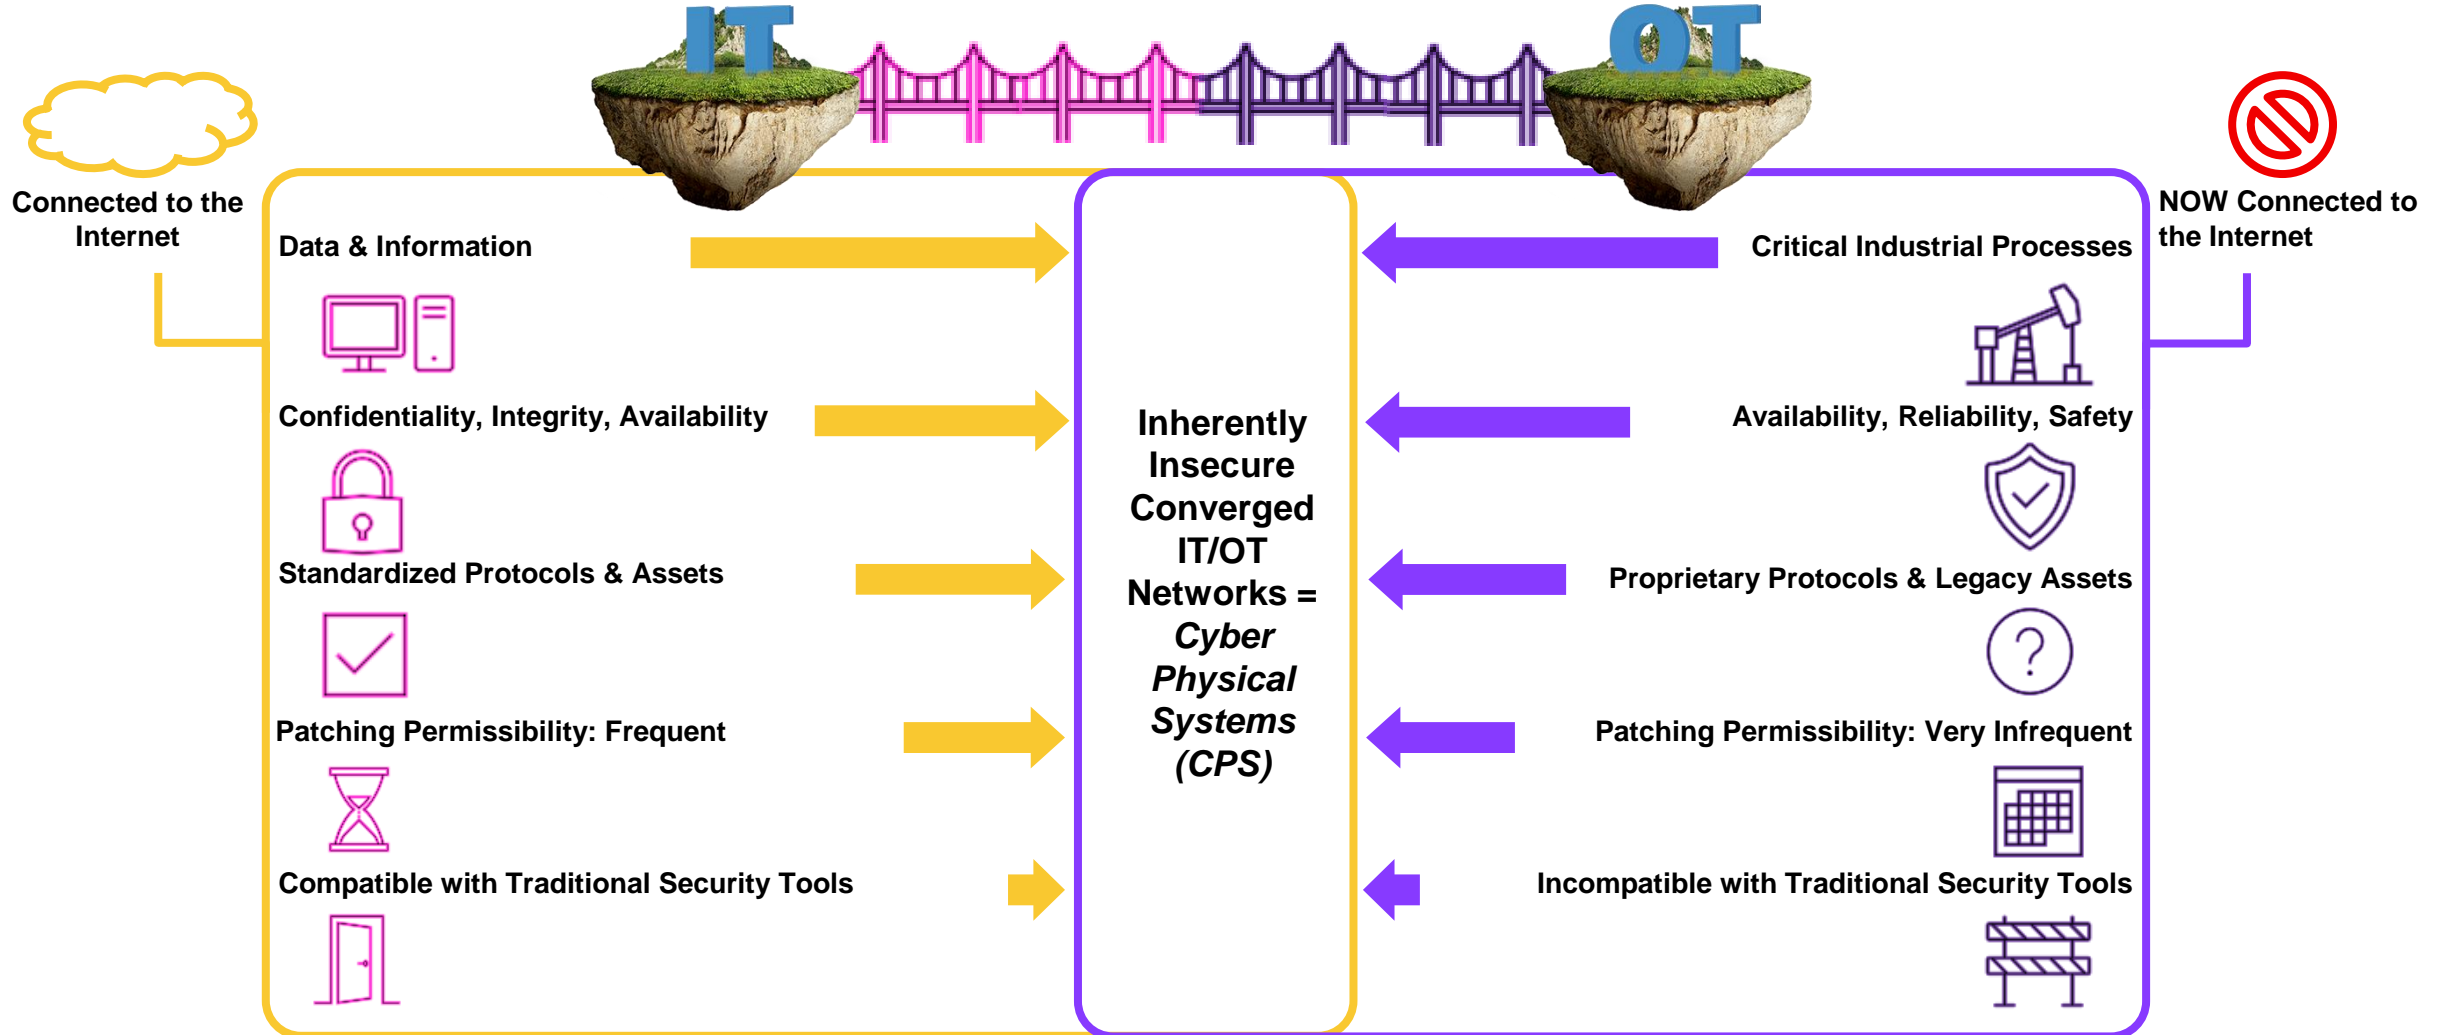 IT
OT
Connected to the
Internet
NOW Connected to
the Internet
Data & Information
Critical Industrial Processes
Confidentiality, Integrity, Availability
Availability, Reliability, Safety
Inherently
Insecure
Converged
IT/OT
Networks =
Cyber
Physical
Systems
(CPS)
Standardized Protocols & Assets
Proprietary Protocols & Legacy Assets
Patching Permissibility: Frequent
Patching Permissibility: Very Infrequent
Compatible with Traditional Security Tools
Incompatible with Traditional Security Tools